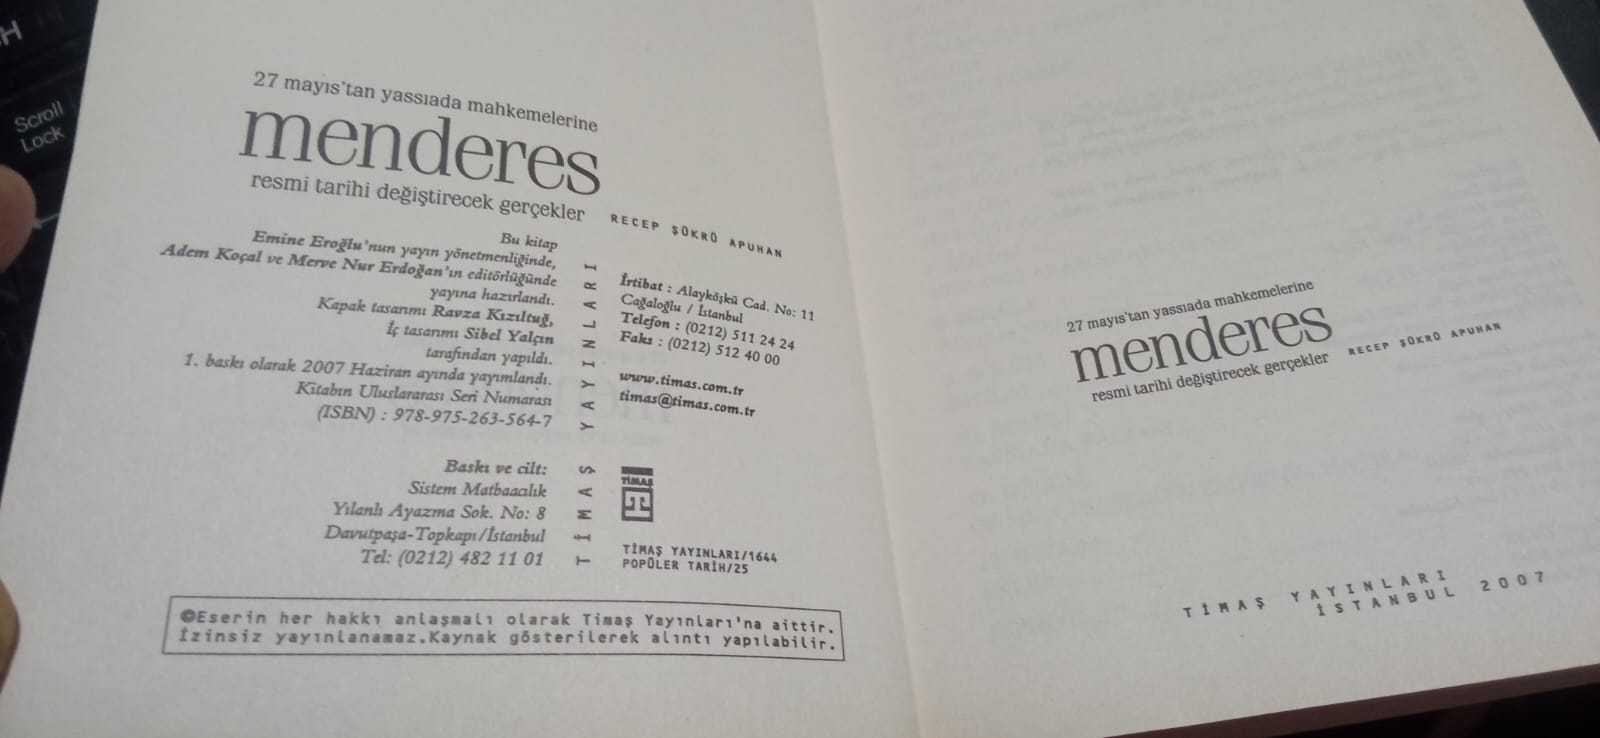 H
Scroll
Lock
27 mayıs'tan yassıada mahkemelerine
menderes
resmi tarihi değiştirecek gerçekler
RECEP ŞÜKRÜ APUHAN
Bu kitap
Emine Eroğlu'nun yayın yönetmenliğinde,
Adem Koçal ve Merve Nur Erdoğan'ın editörlüğünde
yayına hazırlandı.
Kapak tasarımı Ravza Kızıltuğ,
İç tasarımı Sibel Yalçın
tarafından yapıldı.
1. baskı olarak 2007 Haziran ayında yayımlandı.
Kitabın Uluslararası Seri Numarası
(ISBN) : 978-975-263-564-7
Baskı ve cilt:
Sistem Matbaacılık
Yılanlı Ayazma Sok. No: 8
Davutpaşa-Topkapı/İstanbul
Tel: (0212) 482 11 01
TİMAŞ YAYINLARI
İrtibat : Alayköşkü Cad. No: 11
Cağaloğlu / İstanbul
Telefon : (0212) 511 24 24
Faks : (0212) 512 40 00
www.timas.com.tr
timas@timas.com.tr
TİMAŞ
TİMAŞ YAYINLARI/1644
POPÜLER TARİH/25
©Eserin her hakkı anlaşmalı olarak Timaş Yayınları'na aittir.
İzinsiz yayınlanamaz.Kaynak gösterilerek alıntı yapılabilir.
27 mayıs'tan yassıada mahkemelerine
menderes
resmi tarihi değiştirecek gerçekler
RECEP ŞÜKRÜ APUHAN
TİMAŞ YAYINLARI
İSTANBUL 2007